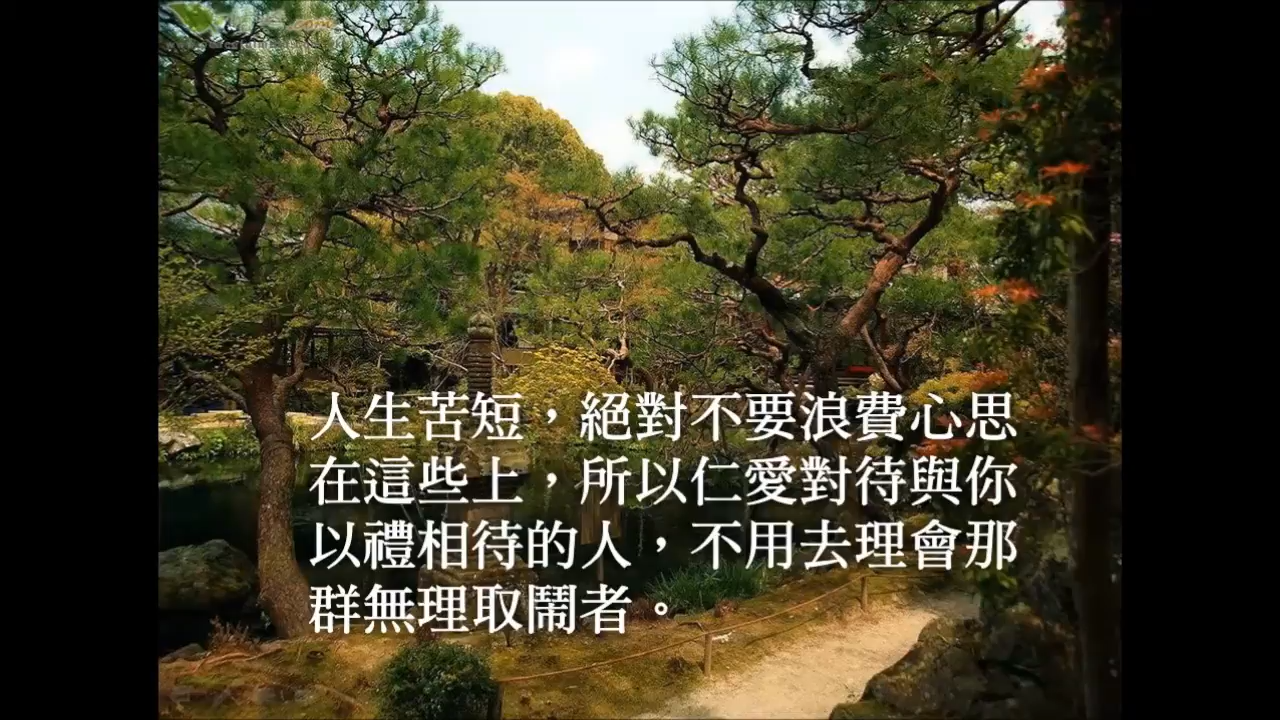 人生苦短，絕對不要浪費心思
在這些上，所以仁愛對待與你
以禮相待的人，不用去理會那
群無理取鬧者。